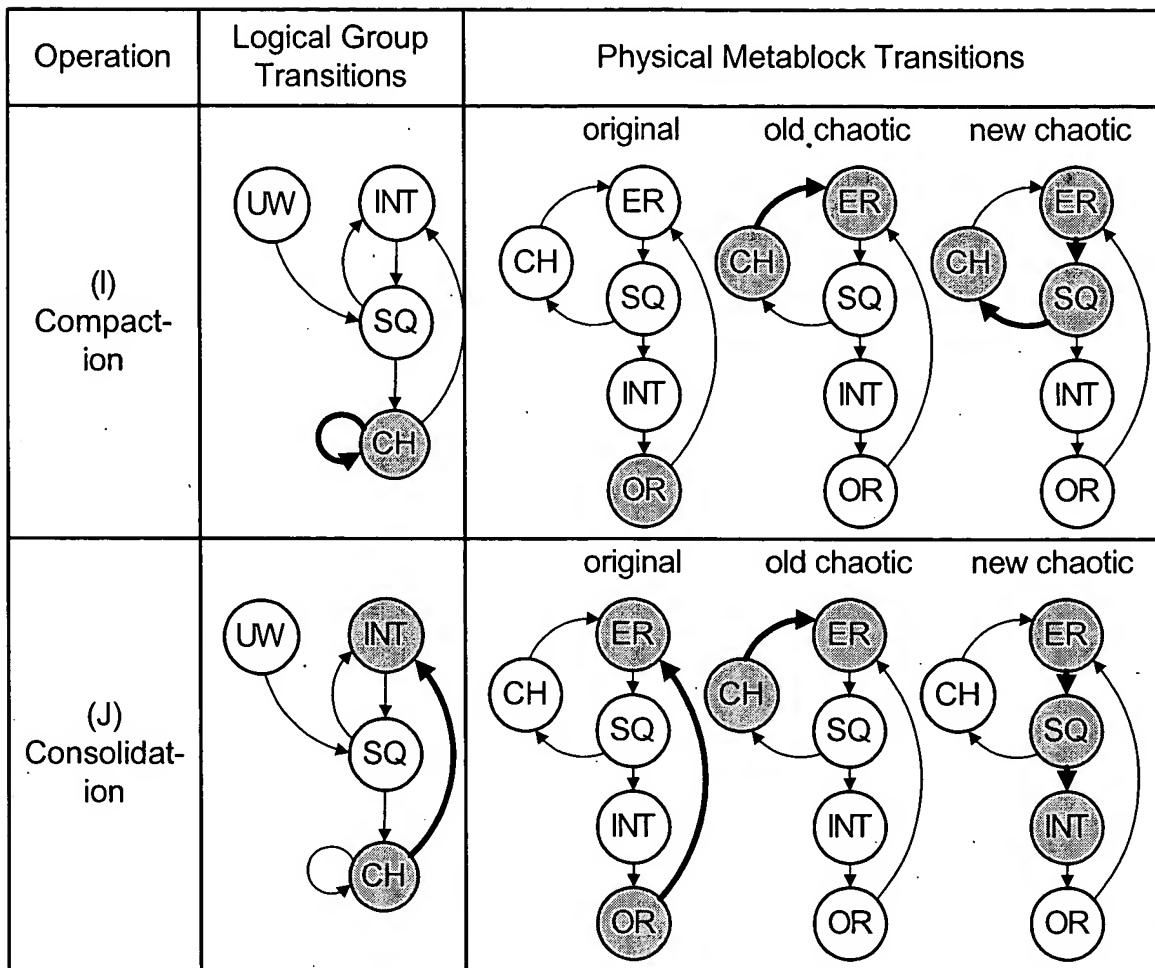 Operation
Logical Group
Transitions
Physical Metablock Transitions
(I)
Compact-
ion
UW
INT
SQ
CH
original
ER
CH
SQ
INT
OR
old chaotic
ER
CH
SQ
INT
OR
new chaotic
ER
CH
SQ
INT
OR
(J)
Consolidat-
ion
UW
INT
SQ
CH
original
ER
CH
SQ
INT
OR
old chaotic
ER
CH
SQ
INT
OR
new chaotic
ER
CH
SQ
INT
OR